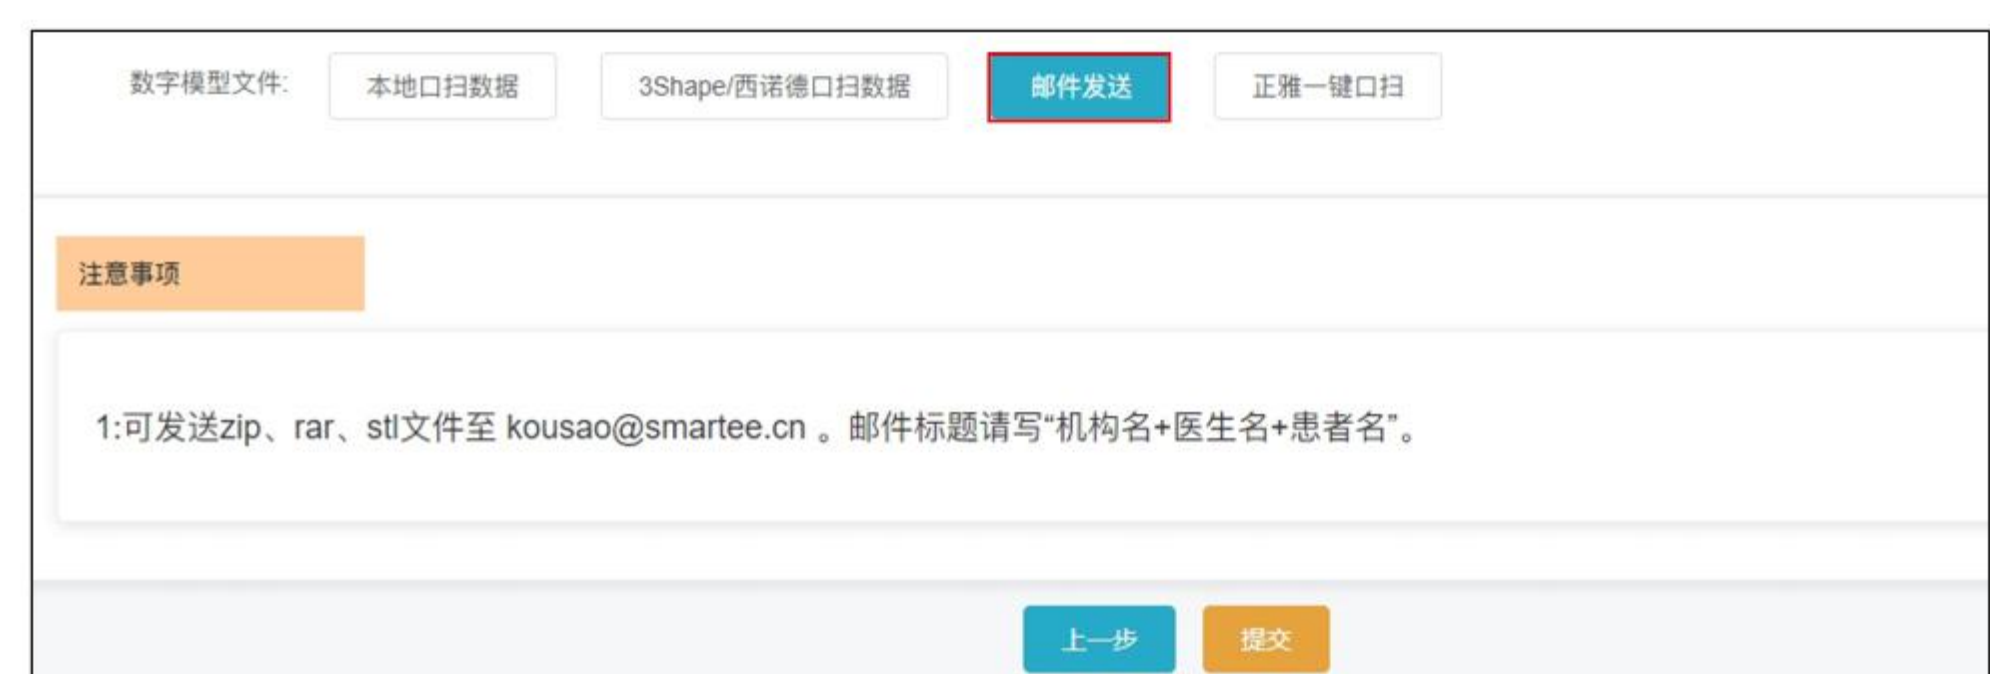 数字模型文件: 本地口扫数据 3Shape/西诺德口扫数据 邮件发送 正雅一键口扫
注意事项
1:可发送zip、rar、stl文件至 kousao@smartee.cn 。邮件标题请写“机构名+医生名+患者名”。
上一步 提交